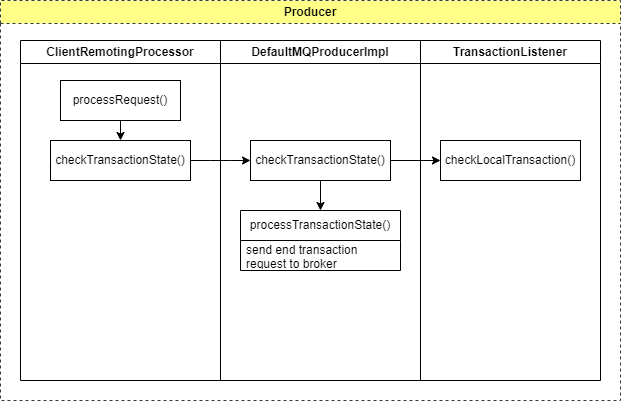 Producer
ClientRemotingProcessor
DefaultMQProducerImpl
TransactionListener
processRequest()
checkTransactionState()
checkTransactionState()
checkLocalTransaction()
processTransactionState()
send end transaction
request to broker